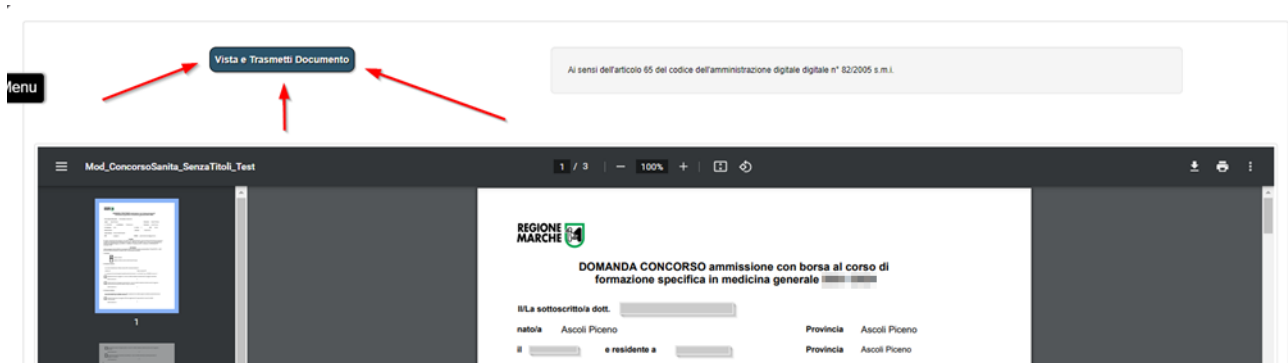 Vista e Trasmetti Documento
Ai sensi dell'articolo 65 del codice dell'amministrazione digitale digitale n° 82/2005 s.m.i.
Menu
Mod_ConcorsoSanita_SenzaTitoli_Test
1 / 3
100%
REGIONE
MARCHE
DOMANDA CONCORSO ammissione con borsa al corso di
formazione specifica in medicina generale
Il/La sottoscritto/a dott.
nato/a Ascoli Piceno Provincia Ascoli Piceno
il e residente a Provincia Ascoli Piceno
1